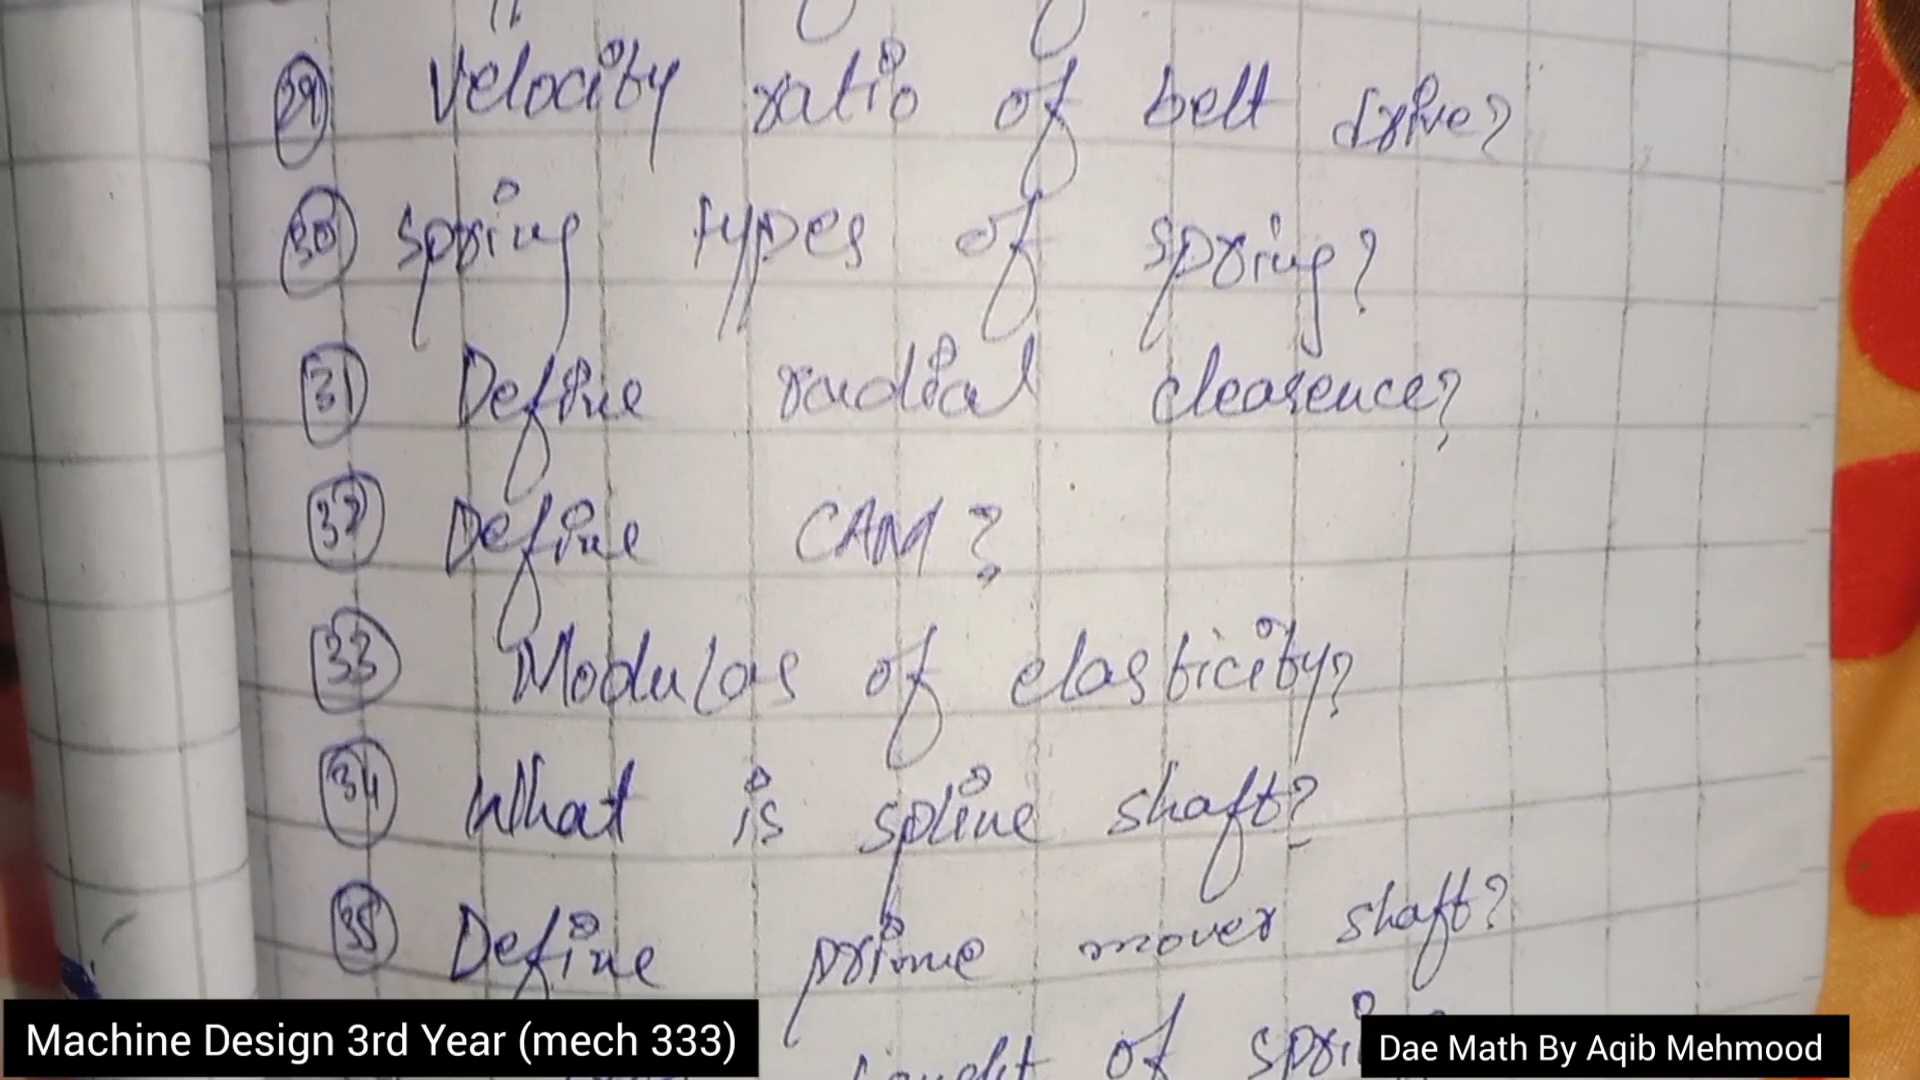 29 Velocity ratio of belt drive?
30 spring types of spring?
31 Define radial clearence?
32 Define CAM?
33 Modulas of elasticity?
34 What is spline shaft?
35 Define prime mover shaft?
of
Machine Design 3rd Year (mech 333)
Dae Math By Aqib Mehmood